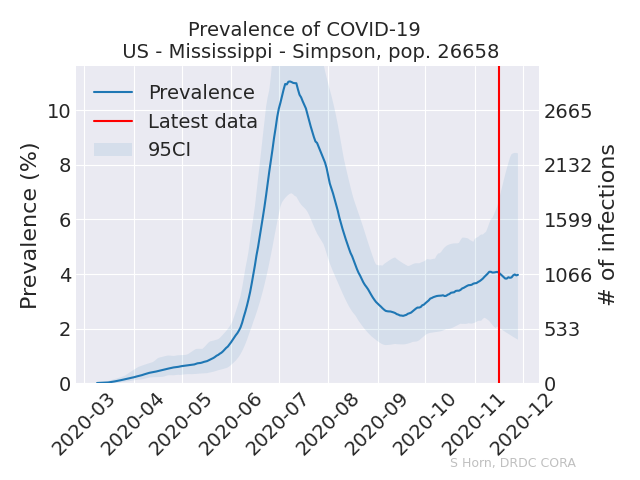 Prevalence of COVID-19
US - Mississippi - Simpson, pop. 26658
Prevalence
Latest data
95CI
Prevalence (%)
10
8
6
4
2
0
2665
2132
1599
1066
533
0
# of infections
2020-03
2020-04
2020-05
2020-06
2020-07
2020-08
2020-09
2020-10
2020-11
2020-12
S Horn, DRDC CORA